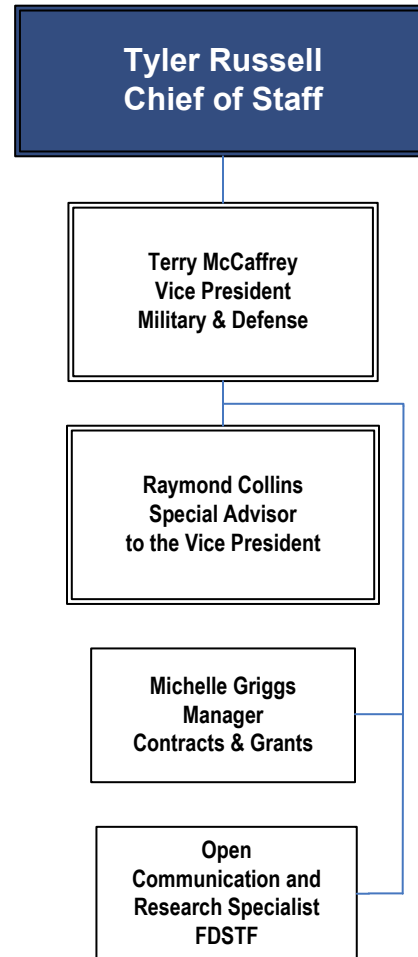 Tyler Russell
Chief of Staff
Terry McCaffrey
Vice President
Military & Defense
Raymond Collins
Special Advisor
to the Vice President
Michelle Griggs
Manager
Contracts & Grants
Open
Communication and
Research Specialist
FDSTF